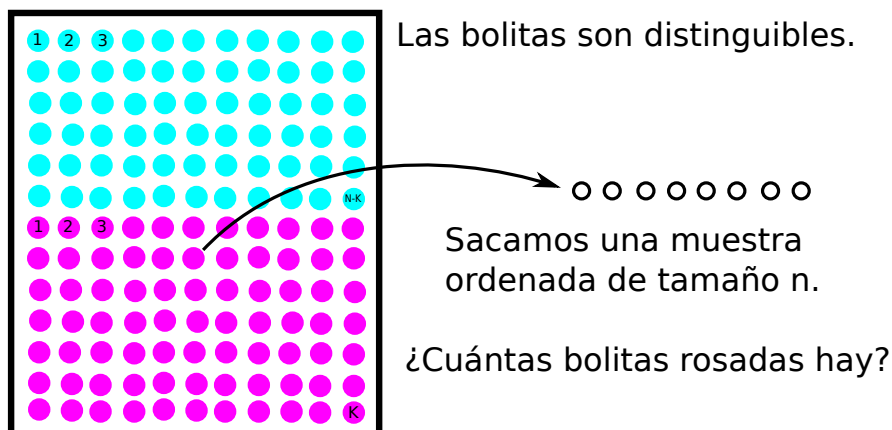 1 2 3
Las bolitas son distinguibles.
N-K
1 2 3
Sacamos una muestra
ordenada de tamaño n.
¿Cuántas bolitas rosadas hay?
K